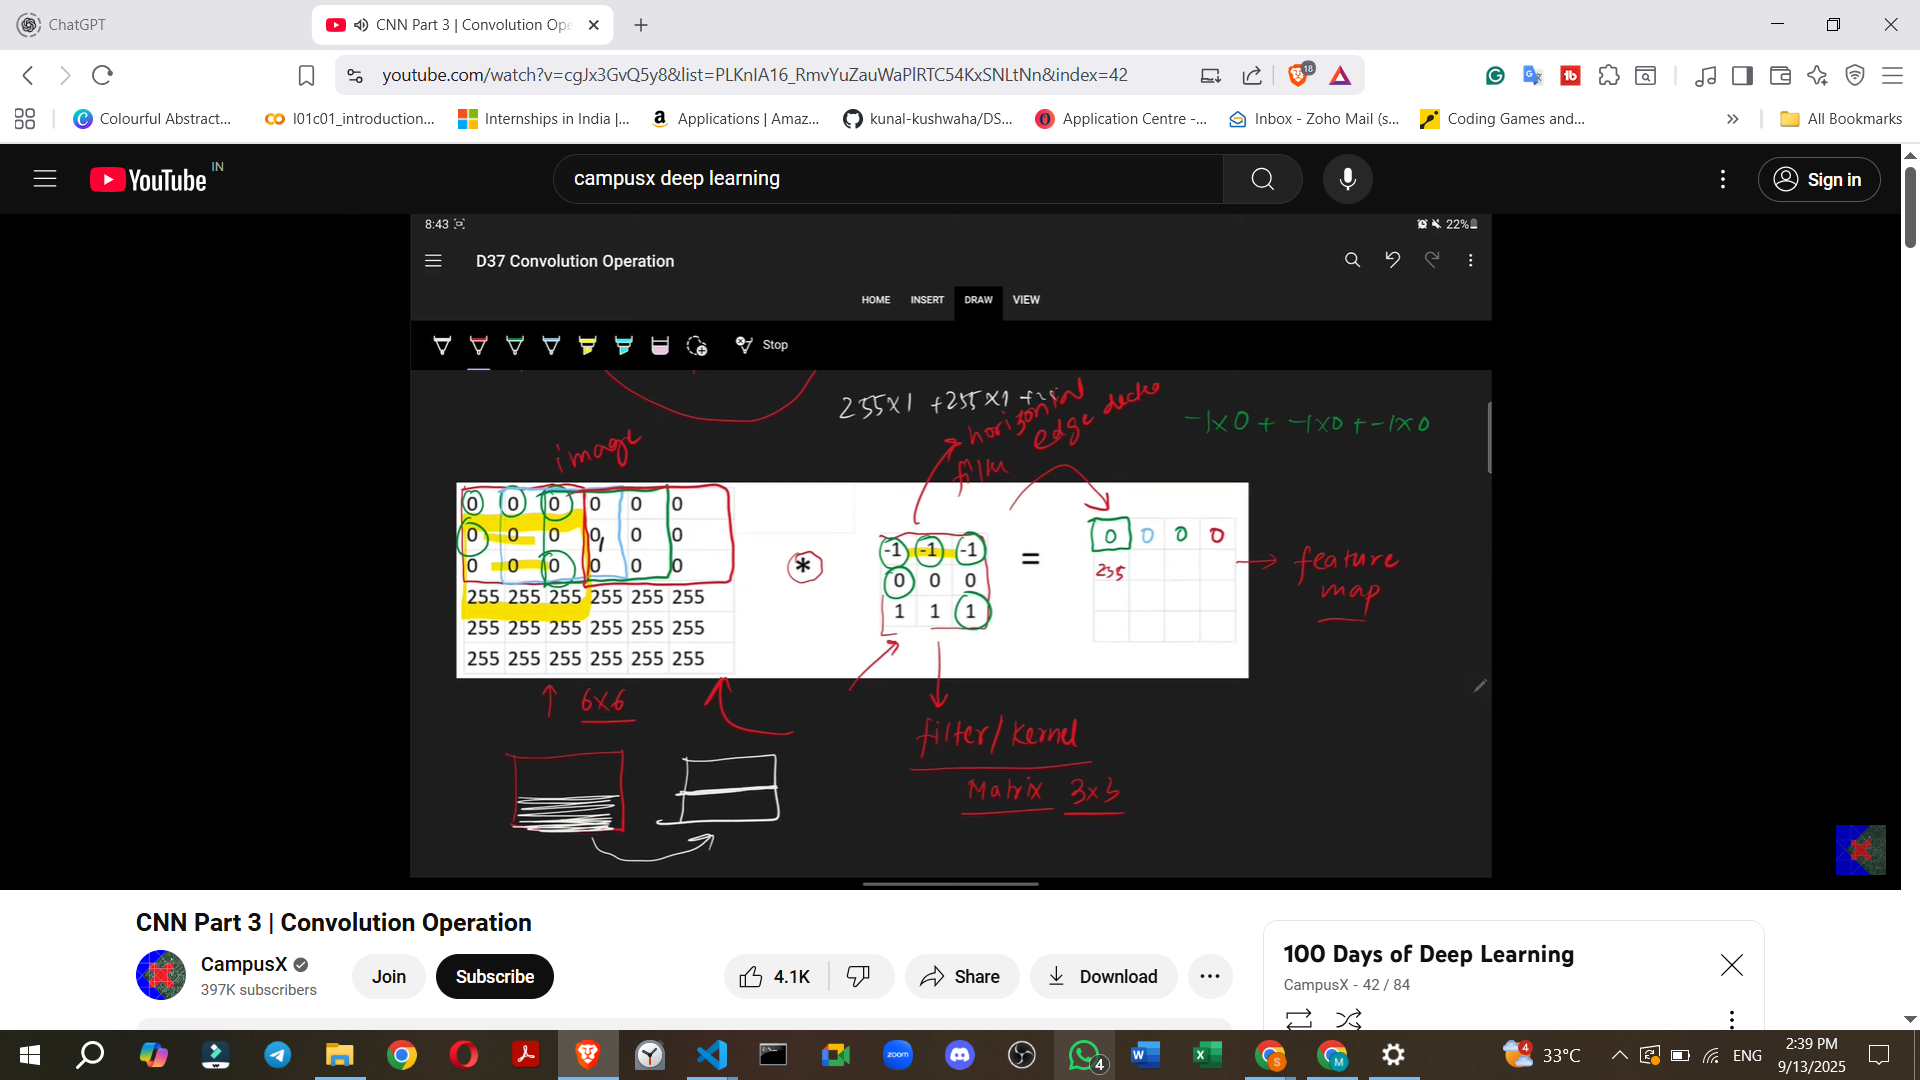 ChatGPT
CNN Part 3 | Convolution Ope
youtube.com/watch?v=cgJx3GvQ5y8&list=PLKnIA16_RmvYuZauWaPlRTC54KxSNLtNn&index=42
18
Colourful Abstract...
l01c01_introduction...
Internships in India |...
Applications | Amaz...
kunal-kushwaha/DS...
Application Centre -...
Inbox - Zoho Mail (s...
Coding Games and...
All Bookmarks
YouTube IN
campusx deep learning
Sign in
8:43
22%
D37 Convolution Operation
HOME INSERT DRAW VIEW
Stop
255x1 +255x1 +25
horizontal
edge
-1x0 + -1x0 + -1x0
image
0 0 0 0 0 0
0 0 0 0 0 0
0 0 0 0 0 0
255 255 255 255 255 255
255 255 255 255 255 255
255 255 255 255 255 255
*
-1 -1 -1
0 0 0
1 1 1
=
0 0 0 0
255
feature
map
6x6
filter/kernel
Matrix 3x3
CNN Part 3 | Convolution Operation
CampusX
397K subscribers
Join
Subscribe
4.1K
Share
Download
100 Days of Deep Learning
CampusX - 42 / 84
zoom
4
S
M
4
33°C
ENG
2:39 PM
9/13/2025